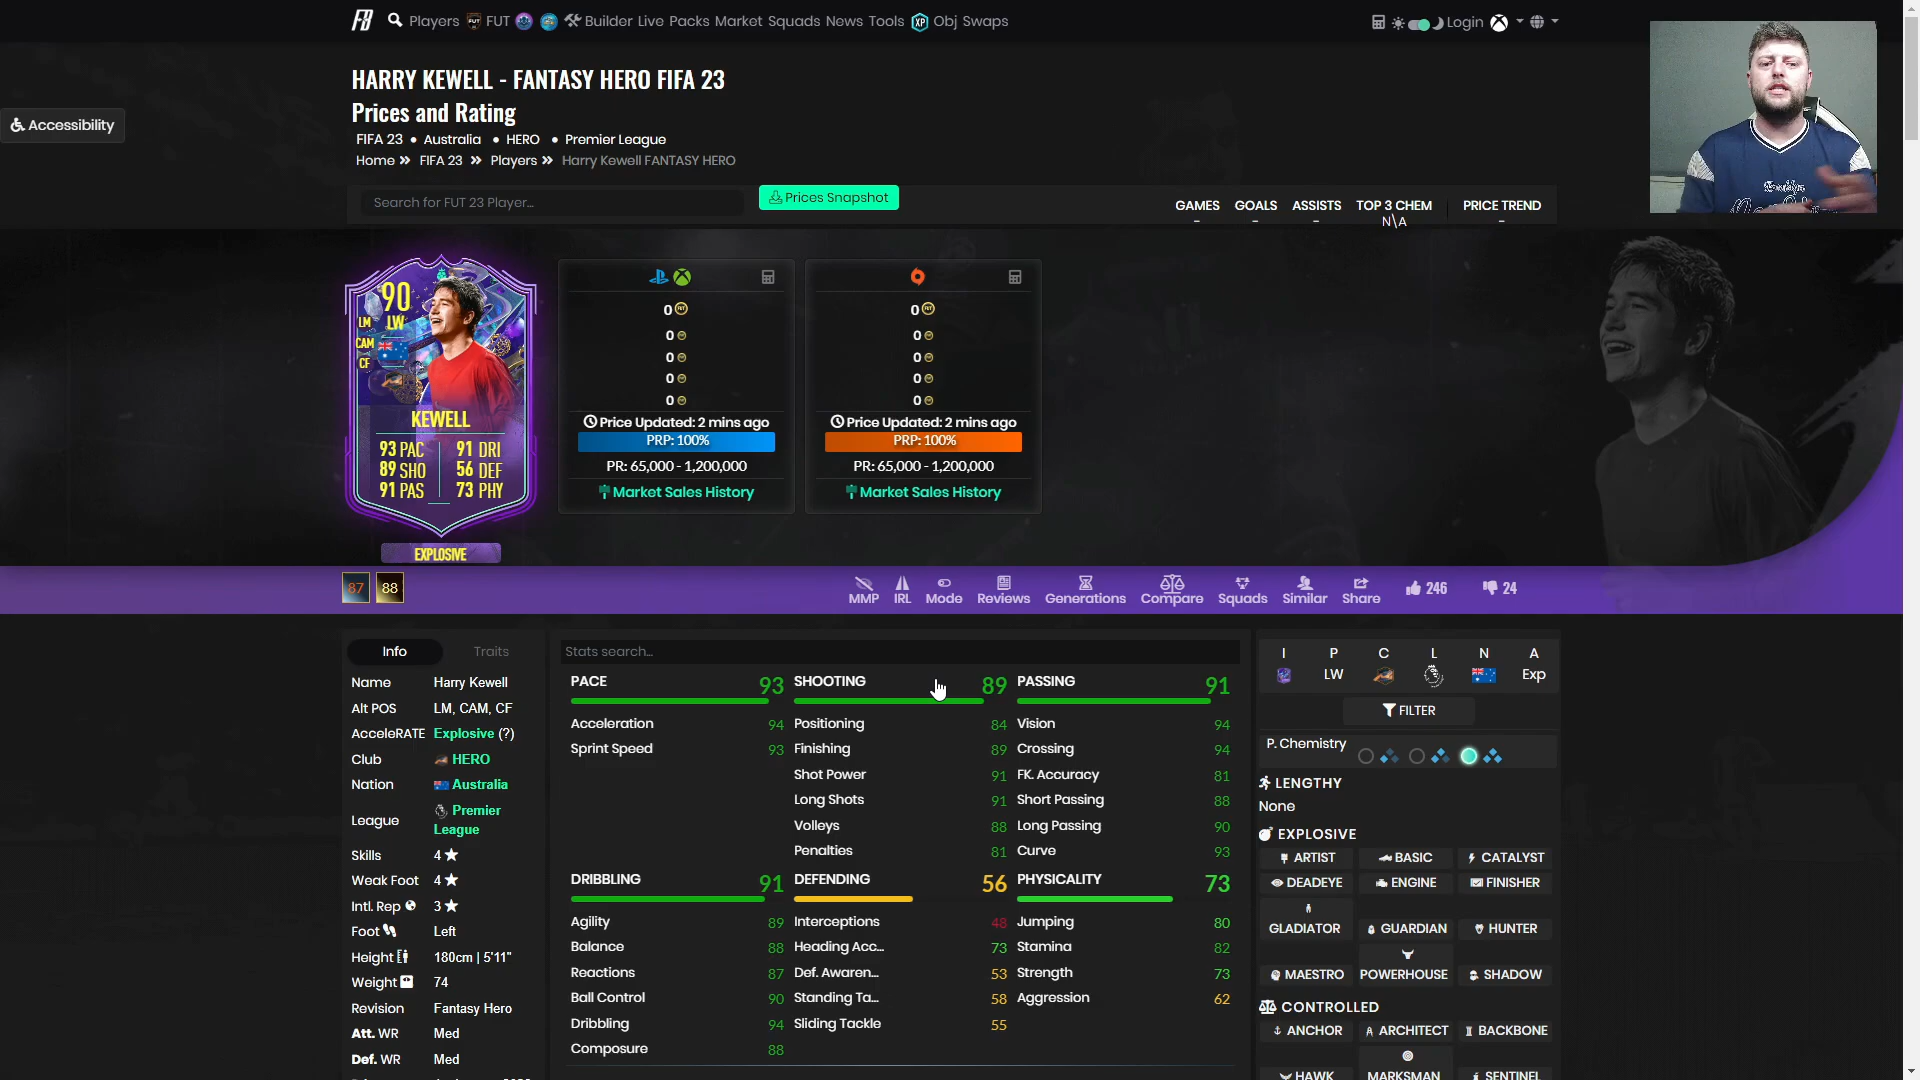 Players FUT Builder Live Packs Market Squads News Tools XP Obj Swaps Login
HARRY KEWELL - FANTASY HERO FIFA 23
Prices and Rating
Accessibility
FIFA 23 • Australia • HERO • Premier League
Home » FIFA 23 » Players » Harry Kewell FANTASY HERO
Search for FUT 23 Player...
Prices Snapshot
GAMES GOALS ASSISTS TOP 3 CHEM PRICE TREND
- - - N\A -
90
LM LW
CAM
CF
KEWELL
93 PAC 91 DRI
89 SHO 56 DEF
91 PAS 73 PHY
EXPLOSIVE
0
0
0
0
0
Price Updated: 2 mins ago
PRP: 100%
PR: 65,000 - 1,200,000
Market Sales History
0
0
0
0
0
Price Updated: 2 mins ago
PRP: 100%
PR: 65,000 - 1,200,000
Market Sales History
87 88
MMP IRL Mode Reviews Generations Compare Squads Similar Share 246 24
Info Traits
Name Harry Kewell
Alt POS LM, CAM, CF
AcceleRATE Explosive (?)
Club HERO
Nation Australia
League Premier League
Skills 4
Weak Foot 4
Intl. Rep 3
Foot Left
Height 180cm | 5'11"
Weight 74
Revision Fantasy Hero
Att. WR Med
Def. WR Med
Stats search...
PACE 93
Acceleration 94
Sprint Speed 93
SHOOTING 89
Positioning 84
Finishing 89
Shot Power 91
Long Shots 91
Volleys 88
Penalties 81
PASSING 91
Vision 94
Crossing 94
FK. Accuracy 81
Short Passing 88
Long Passing 90
Curve 93
DRIBBLING 91
Agility 89
Balance 88
Reactions 87
Ball Control 90
Dribbling 94
Composure 88
DEFENDING 56
Interceptions 48
Heading Acc... 73
Def. Awaren... 53
Standing Ta... 58
Sliding Tackle 55
PHYSICALITY 73
Jumping 80
Stamina 82
Strength 73
Aggression 62
I P C L N A
LW Exp
FILTER
P. Chemistry
LENGTHY
None
EXPLOSIVE
ARTIST BASIC CATALYST
DEADEYE ENGINE FINISHER
GLADIATOR GUARDIAN HUNTER
MAESTRO POWERHOUSE SHADOW
CONTROLLED
ANCHOR ARCHITECT BACKBONE
HAWK MARKSMAN SENTINEL